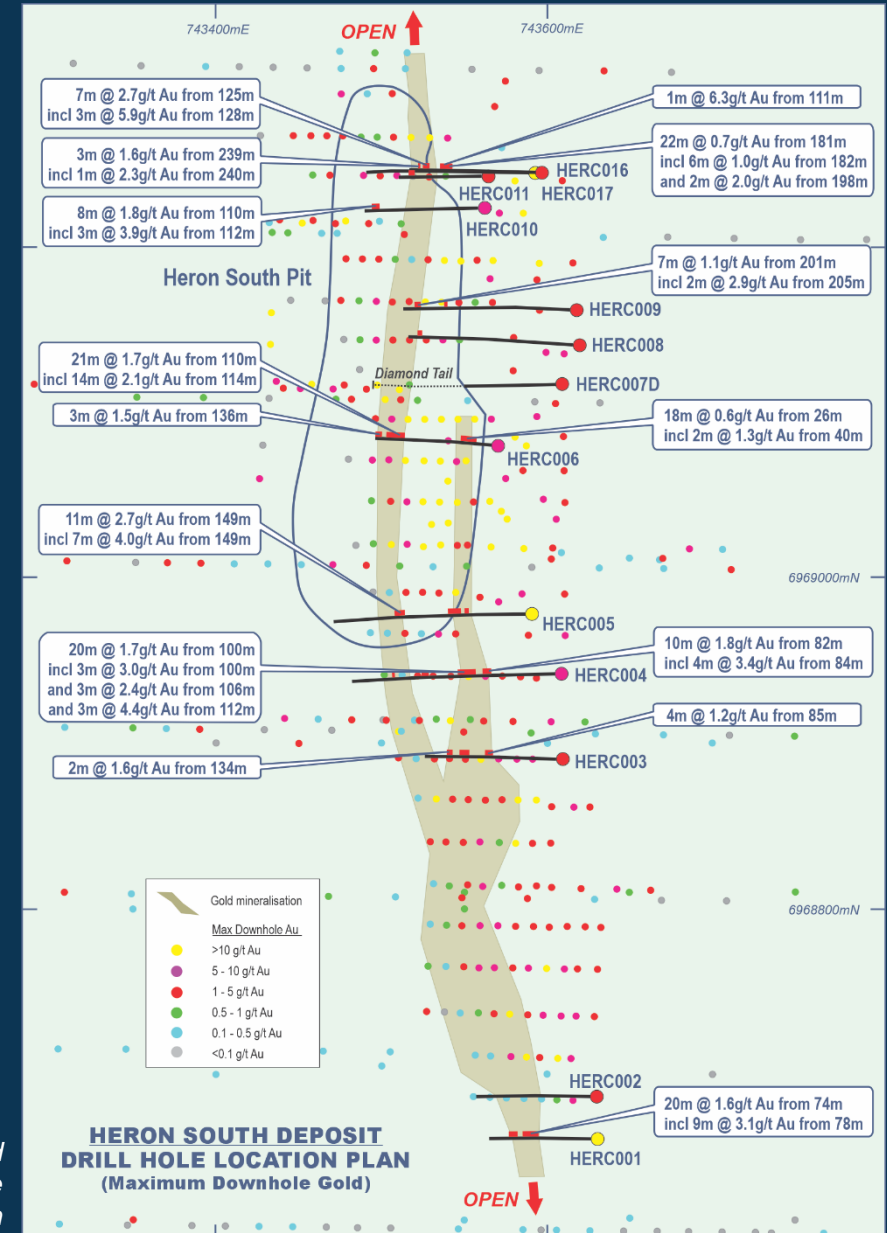 743400mE
743600mE
OPEN
7m @ 2.7g/t Au from 125m
incl 3m @ 5.9g/t Au from 128m
1m @ 6.3g/t Au from 111m
3m @ 1.6g/t Au from 239m
incl 1m @ 2.3g/t Au from 240m
22m @ 0.7g/t Au from 181m
incl 6m @ 1.0g/t Au from 182m
and 2m @ 2.0g/t Au from 198m
HERC016
HERC017
HERC011
HERC010
8m @ 1.8g/t Au from 110m
incl 3m @ 3.9g/t Au from 112m
Heron South Pit
7m @ 1.1g/t Au from 201m
incl 2m @ 2.9g/t Au from 205m
HERC009
HERC008
21m @ 1.7g/t Au from 110m
incl 14m @ 2.1g/t Au from 114m
Diamond Tail
HERC007D
3m @ 1.5g/t Au from 136m
18m @ 0.6g/t Au from 26m
incl 2m @ 1.3g/t Au from 40m
HERC006
11m @ 2.7g/t Au from 149m
incl 7m @ 4.0g/t Au from 149m
6969000mN
HERC005
20m @ 1.7g/t Au from 100m
incl 3m @ 3.0g/t Au from 100m
and 3m @ 2.4g/t Au from 106m
and 3m @ 4.4g/t Au from 112m
10m @ 1.8g/t Au from 82m
incl 4m @ 3.4g/t Au from 84m
HERC004
4m @ 1.2g/t Au from 85m
2m @ 1.6g/t Au from 134m
HERC003
Gold mineralisation
Max Downhole Au
>10 g/t Au
5 - 10 g/t Au
1 - 5 g/t Au
0.5 - 1 g/t Au
0.1 - 0.5 g/t Au
<0.1 g/t Au
6968800mN
HERC002
20m @ 1.6g/t Au from 74m
incl 9m @ 3.1g/t Au from 78m
HERC001
HERON SOUTH DEPOSIT
DRILL HOLE LOCATION PLAN
(Maximum Downhole Gold)
OPEN